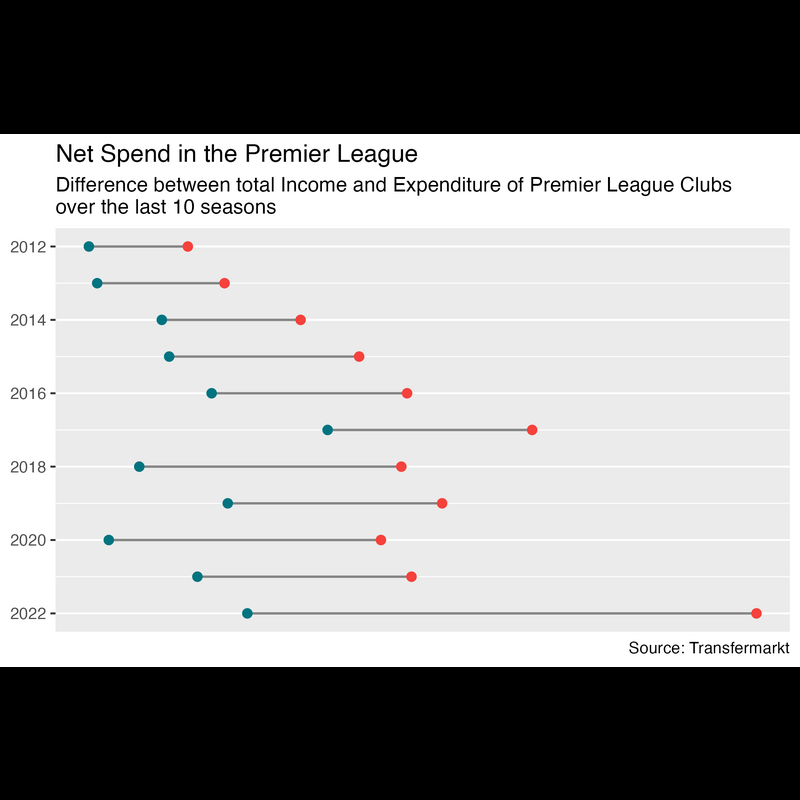 Net Spend in the Premier League
Difference between total Income and Expenditure of Premier League Clubs
over the last 10 seasons
2012
2014
2016
2018
2020
2022
Source: Transfermarkt